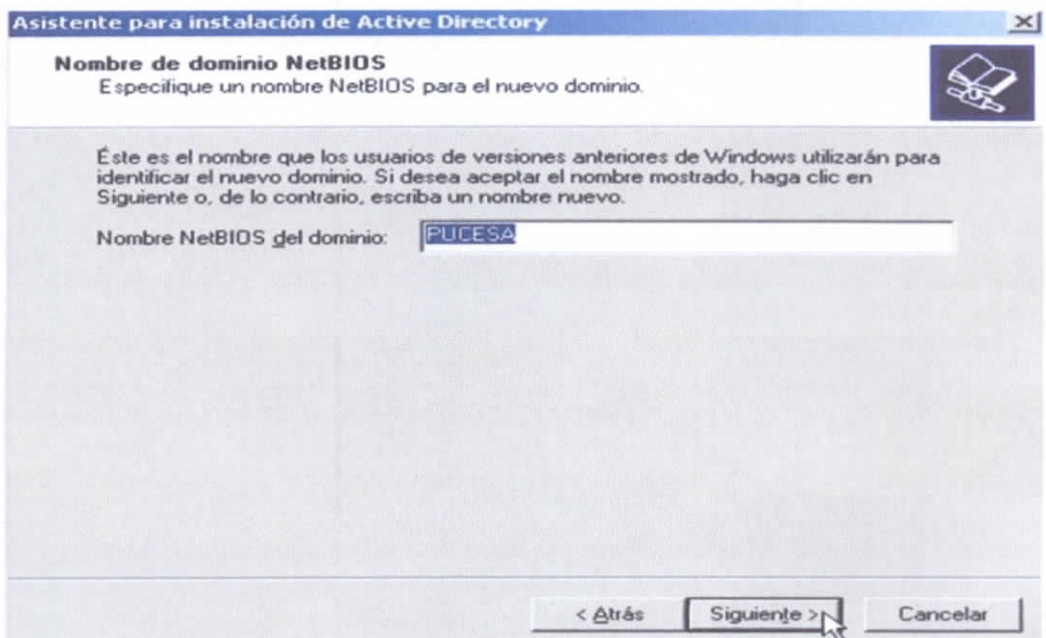 Asistente para instalación de Active Directory
Nombre de dominio NetBIOS
Especifique un nombre NetBIOS para el nuevo dominio.
Éste es el nombre que los usuarios de versiones anteriores de Windows utilizarán para
identificar el nuevo dominio. Si desea aceptar el nombre mostrado, haga clic en
Siguiente o, de lo contrario, escriba un nombre nuevo.
Nombre NetBIOS del dominio: PUCESA
< Atrás Siguiente > Cancelar